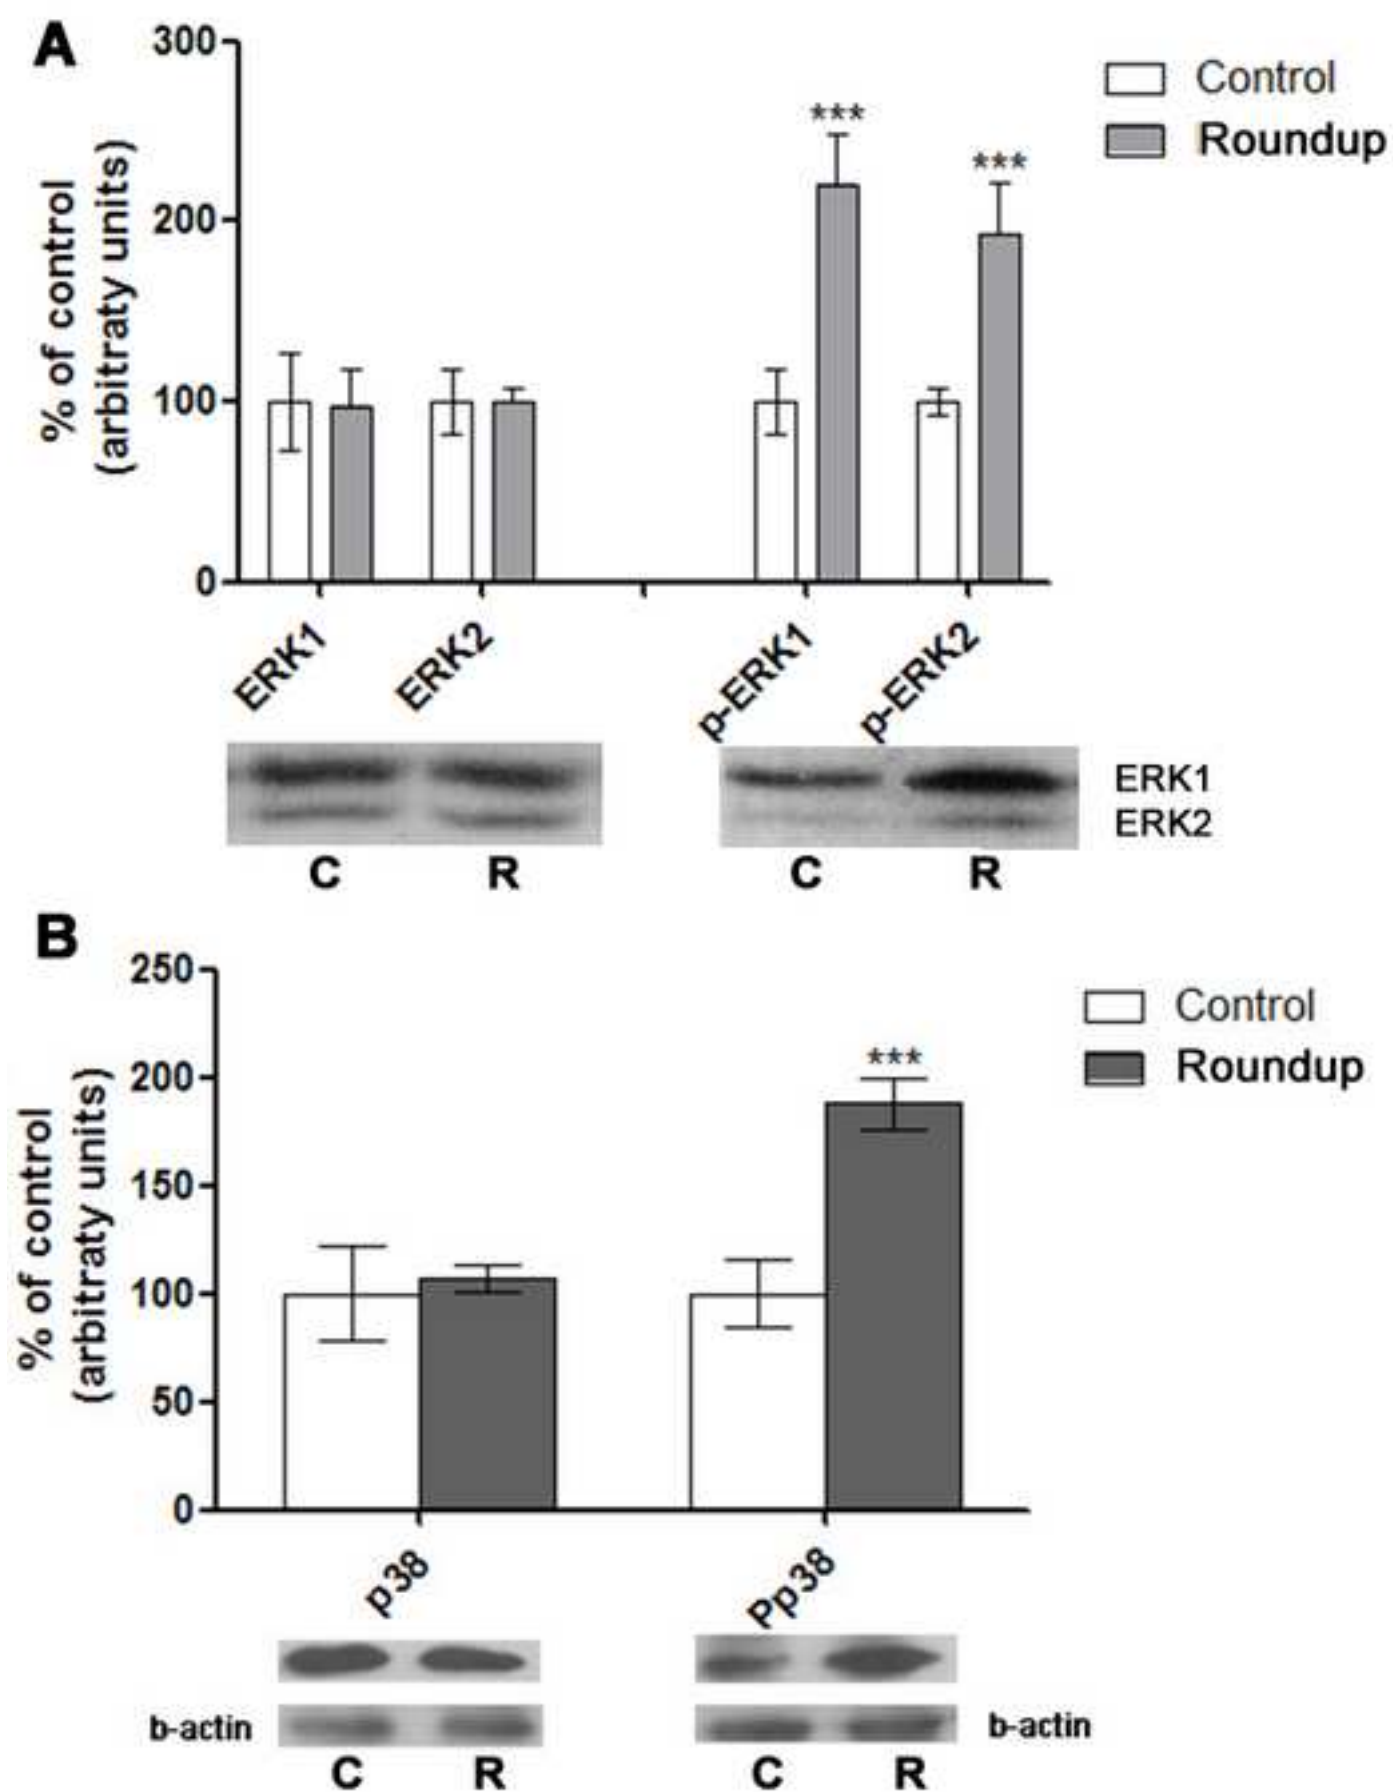 A
300
200
100
0
% of control
(arbitraty units)
***
***
Control
Roundup
ERK1
ERK2
p-ERK1
p-ERK2
ERK1
ERK2
C
R
C
R
B
250
200
150
100
50
0
% of control
(arbitraty units)
***
Control
Roundup
p38
Pp38
b-actin
b-actin
C
R
C
R